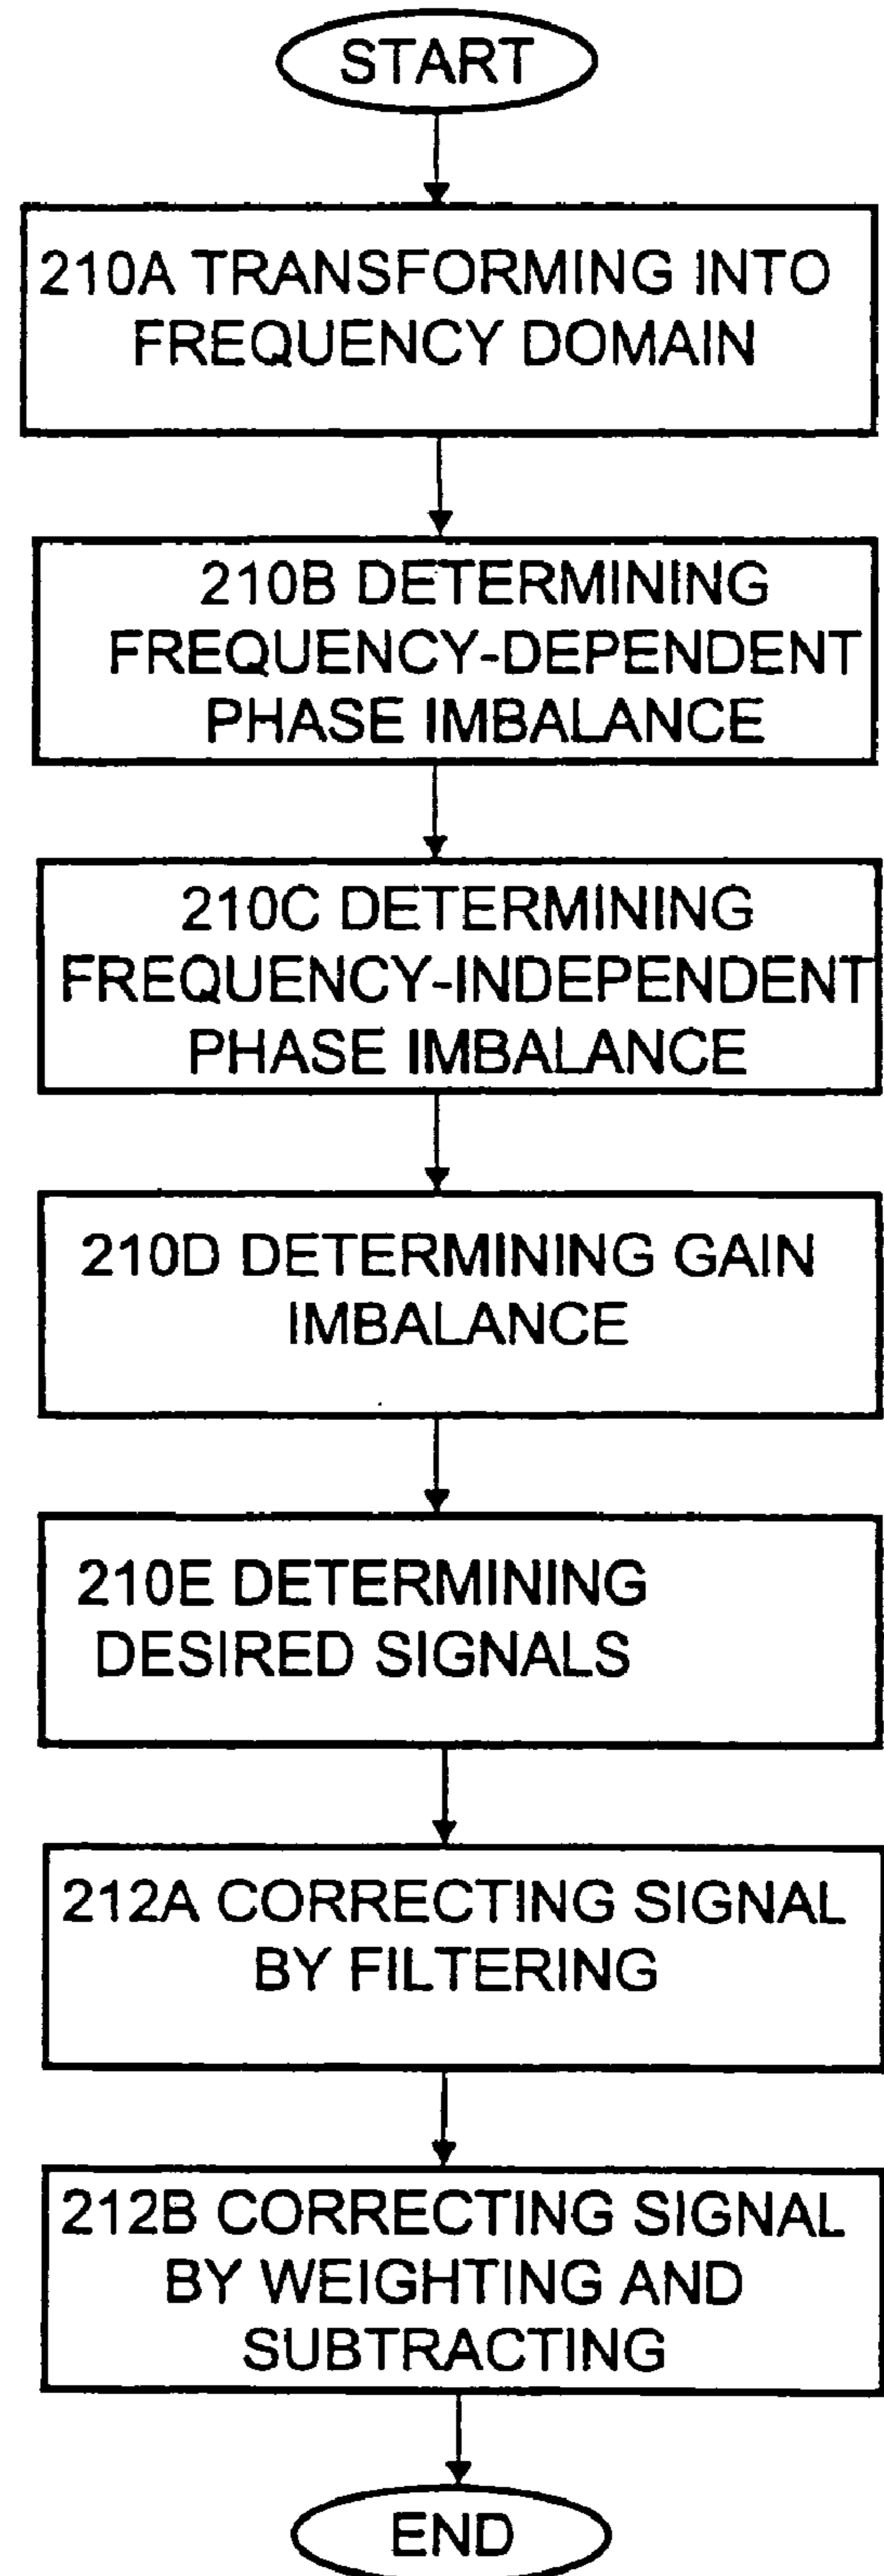 START
210A TRANSFORMING INTO
FREQUENCY DOMAIN
210B DETERMINING
FREQUENCY-DEPENDENT
PHASE IMBALANCE
210C DETERMINING
FREQUENCY-INDEPENDENT
PHASE IMBALANCE
210D DETERMINING GAIN
IMBALANCE
210E DETERMINING
DESIRED SIGNALS
212A CORRECTING SIGNAL
BY FILTERING
212B CORRECTING SIGNAL
BY WEIGHTING AND
SUBTRACTING
END